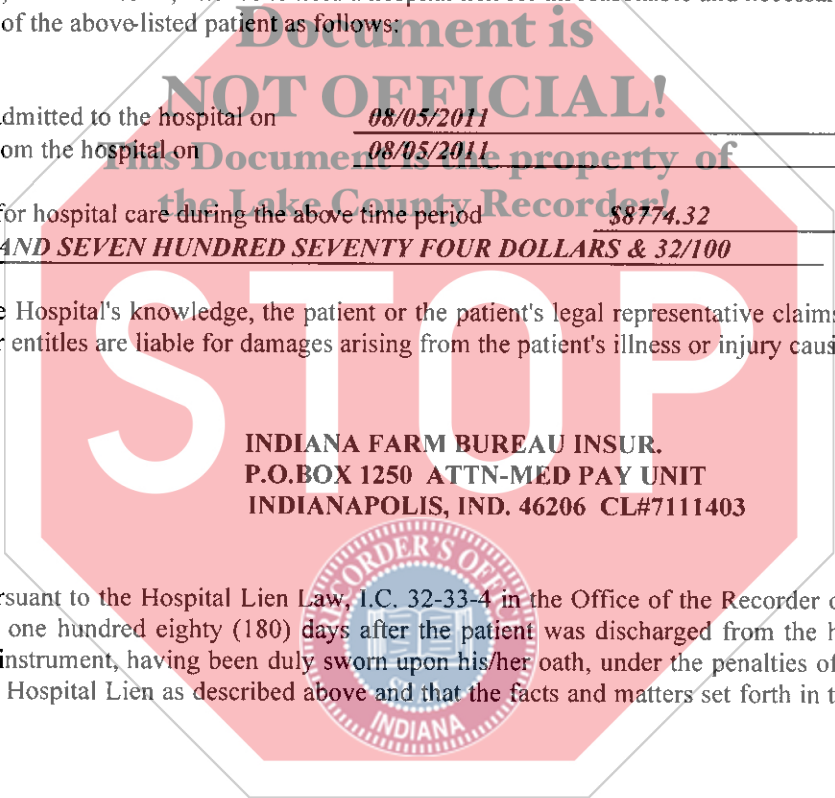 of the above-listed patient as follows:
Document is
NOT OFFICIAL!
dmitted to the hospital on 08/05/2011
om the hospital on 08/05/2011
This Document is the property of
the Lake County Recorder!
for hospital care during the above time period $8774.32
AND SEVEN HUNDRED SEVENTY FOUR DOLLARS & 32/100
e Hospital's knowledge, the patient or the patient's legal representative claims
r entitles are liable for damages arising from the patient's illness or injury causi
STOP
INDIANA FARM BUREAU INSUR.
P.O.BOX 1250 ATTN-MED PAY UNIT
INDIANAPOLIS, IND. 46206 CL#7111403
RECORDER'S OFFICE
rsuant to the Hospital Lien Law, I.C. 32-33-4 in the Office of the Recorder o
one hundred eighty (180) days after the patient was discharged from the h
instrument, having been duly sworn upon his/her oath, under the penalties of
Hospital Lien as described above and that the facts and matters set forth in t
INDIANA